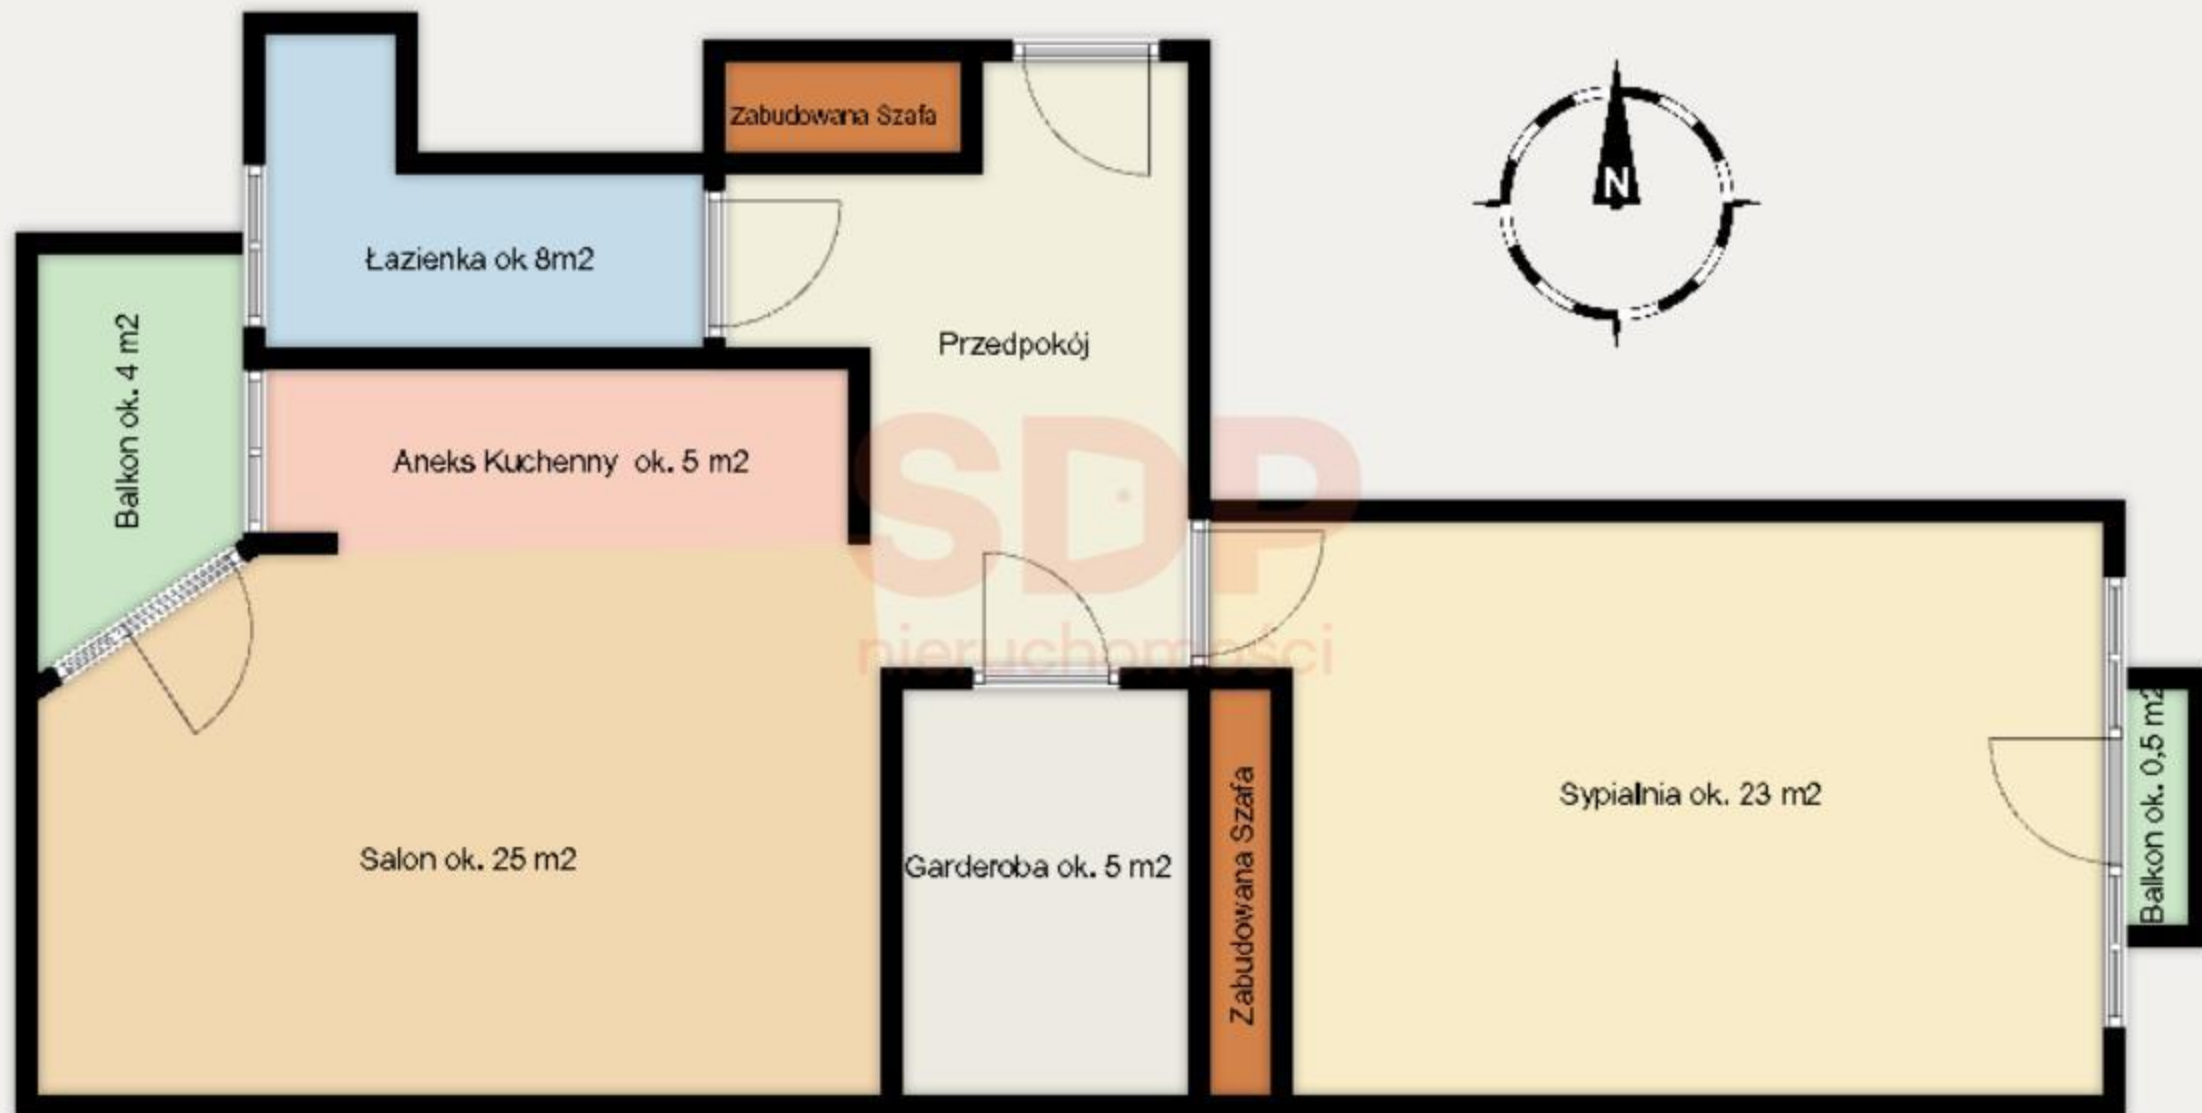 Zabudowana Szafa
N
Łazienka ok 8m2
Przedpokój
Balkon ok. 4 m2
Aneks Kuchenny ok. 5 m2
SDP
nieruchomości
Sypialnia ok. 23 m2
Balkon ok. 0,5 m2
Salon ok. 25 m2
Garderoba ok. 5 m2
Zabudowana Szafa